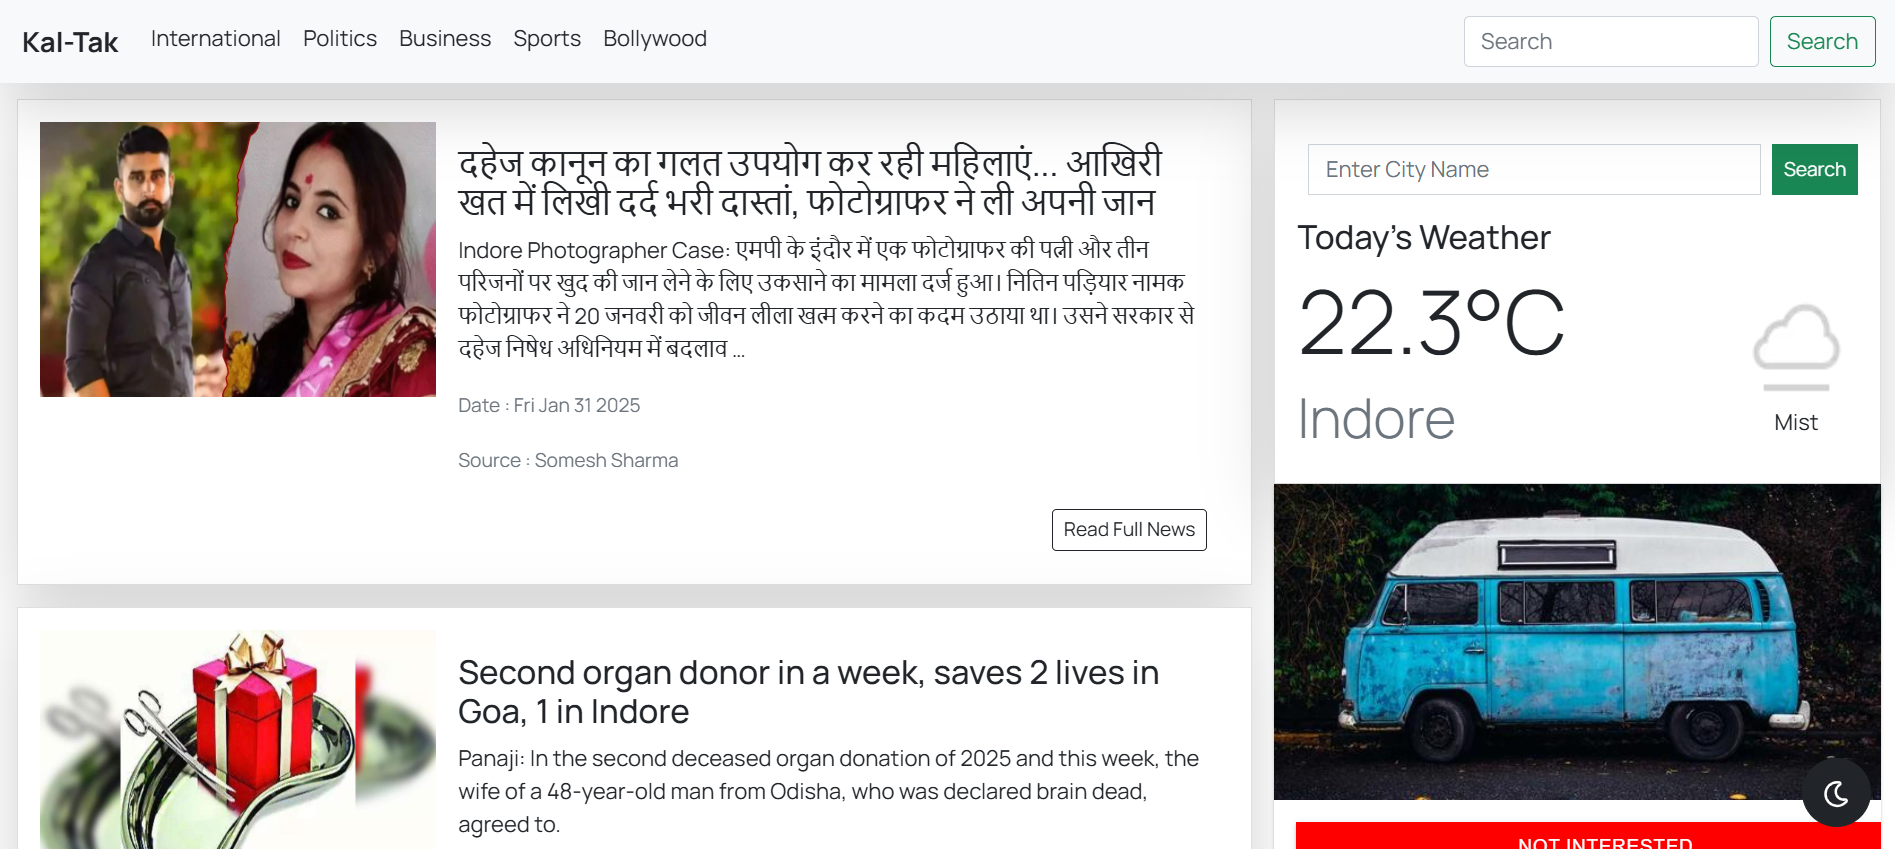 Kal-Tak International Politics Business Sports Bollywood Search Search
दहेज कानून का गलत उपयोग कर रही महिलाएं... आखिरी
खत में लिखी दर्द भरी दास्तां, फोटोग्राफर ने ली अपनी जान
Indore Photographer Case: एमपी के इंदौर में एक फोटोग्राफर की पत्नी और तीन
परिजनों पर खुद की जान लेने के लिए उकसाने का मामला दर्ज हुआ। नितिन पड़ियार नामक
फोटोग्राफर ने 20 जनवरी को जीवन लीला खत्म करने का कदम उठाया था। उसने सरकार से
दहेज निषेध अधिनियम में बदलाव ...
Date : Fri Jan 31 2025
Source : Somesh Sharma
Read Full News
Second organ donor in a week, saves 2 lives in
Goa, 1 in Indore
Panaji: In the second deceased organ donation of 2025 and this week, the
wife of a 48-year-old man from Odisha, who was declared brain dead,
agreed to.
Enter City Name Search
Today's Weather
22.3°C
Indore
Mist
NOT INTERESTED